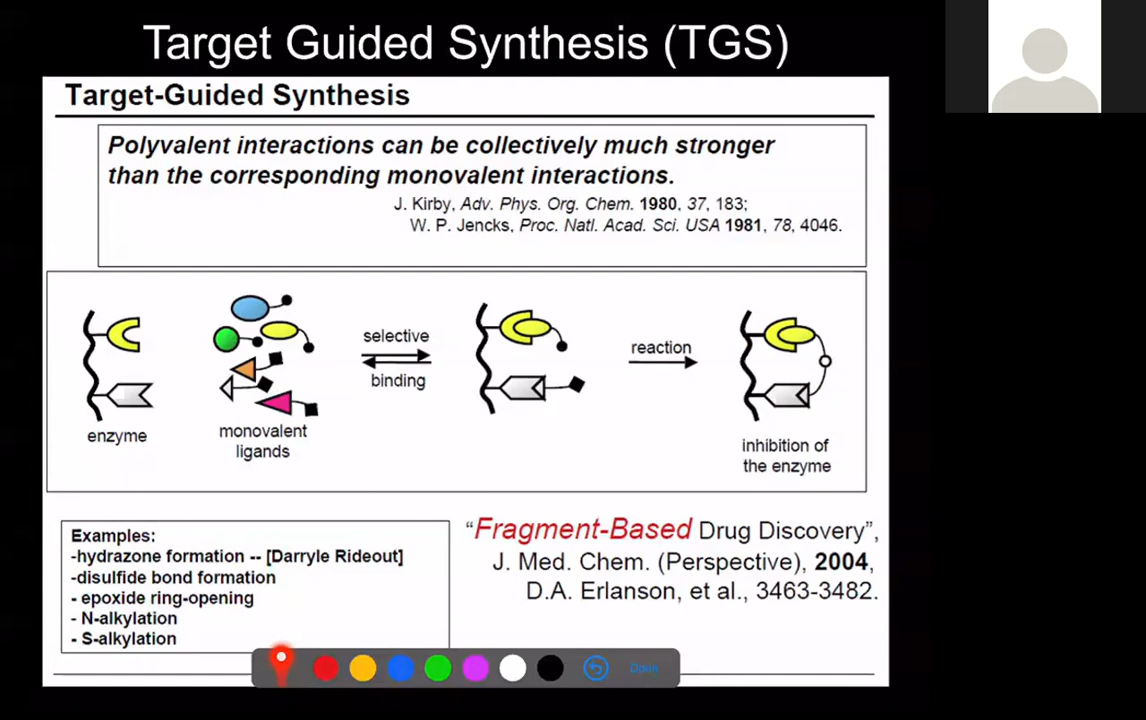 Target Guided Synthesis (TGS)
Target-Guided Synthesis
Polyvalent interactions can be collectively much stronger
than the corresponding monovalent interactions.
J. Kirby, Adv. Phys. Org. Chem. 1980, 37, 183;
W. P. Jencks, Proc. Natl. Acad. Sci. USA 1981, 78, 4046.
enzyme
monovalent
ligands
selective
binding
reaction
inhibition of
the enzyme
Examples:
-hydrazone formation -- [Darryle Rideout]
-disulfide bond formation
- epoxide ring-opening
- N-alkylation
- S-alkylation
“Fragment-Based Drug Discovery”,
J. Med. Chem. (Perspective), 2004,
D.A. Erlanson, et al., 3463-3482.
Done